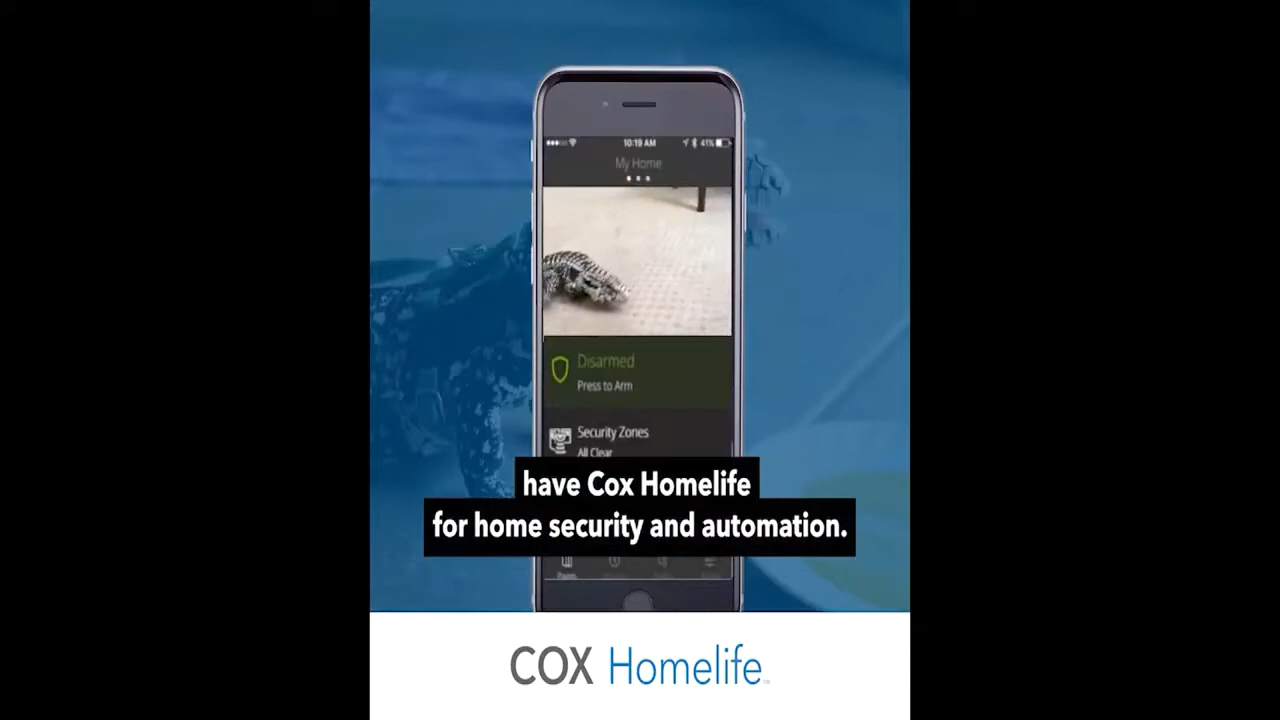 10:19 AM
41%
My Home
Disarmed
Press to Arm
Security Zones
All Clear
have Cox Homelife
for home security and automation.
COX Homelife